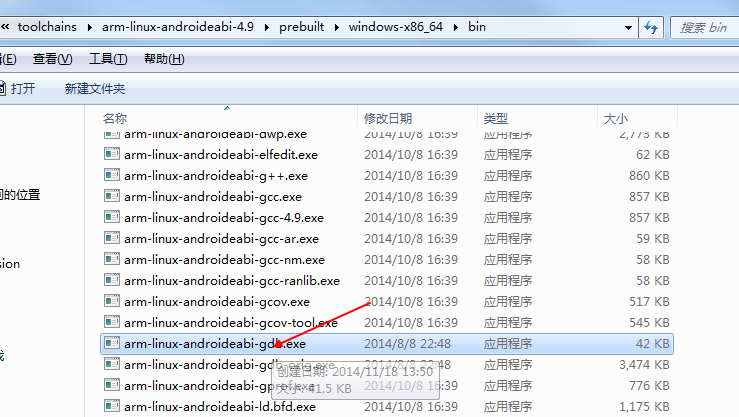 « toolchains ▸ arm-linux-androideabi-4.9 ▸ prebuilt ▸ windows-x86_64 ▸ bin 搜索 bin
(E) 查看(V) 工具(T) 帮助(H)
打开 新建文件夹
名称 修改日期 类型 大小
arm-linux-androideabi-dwp.exe 2014/10/8 16:39 应用程序 2,773 KB
arm-linux-androideabi-elfedit.exe 2014/10/8 16:39 应用程序 62 KB
arm-linux-androideabi-g++.exe 2014/10/8 16:39 应用程序 860 KB
的位置 arm-linux-androideabi-gcc.exe 2014/10/8 16:39 应用程序 857 KB
arm-linux-androideabi-gcc-4.9.exe 2014/10/8 16:39 应用程序 857 KB
arm-linux-androideabi-gcc-ar.exe 2014/10/8 16:39 应用程序 59 KB
sion arm-linux-androideabi-gcc-nm.exe 2014/10/8 16:39 应用程序 58 KB
arm-linux-androideabi-gcc-ranlib.exe 2014/10/8 16:39 应用程序 58 KB
arm-linux-androideabi-gcov.exe 2014/10/8 16:39 应用程序 517 KB
arm-linux-androideabi-gcov-tool.exe 2014/10/8 16:39 应用程序 545 KB
arm-linux-androideabi-gdb.exe 2014/8/8 22:48 应用程序 42 KB
arm-linux-androideabi-gdb-orig.exe 2014/8/8 22:48 应用程序 3,474 KB
创建日期: 2014/11/18 13:50
arm-linux-androideabi-gprof.exe 2014/10/8 16:39 应用程序 776 KB
大小: 41.5 KB
arm-linux-androideabi-ld.bfd.exe 2014/10/8 16:39 应用程序 1,175 KB